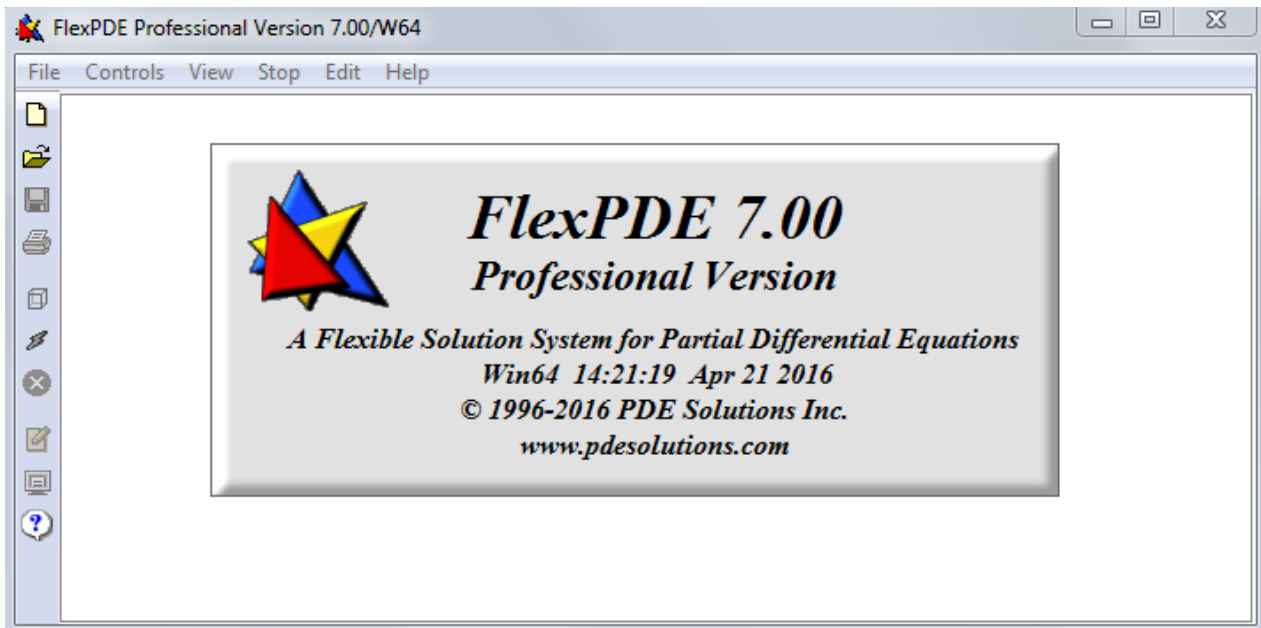 FlexPDE Professional Version 7.00/W64
File Controls View Stop Edit Help
FlexPDE 7.00
Professional Version
A Flexible Solution System for Partial Differential Equations
Win64 14:21:19 Apr 21 2016
© 1996-2016 PDE Solutions Inc.
www.pdesolutions.com